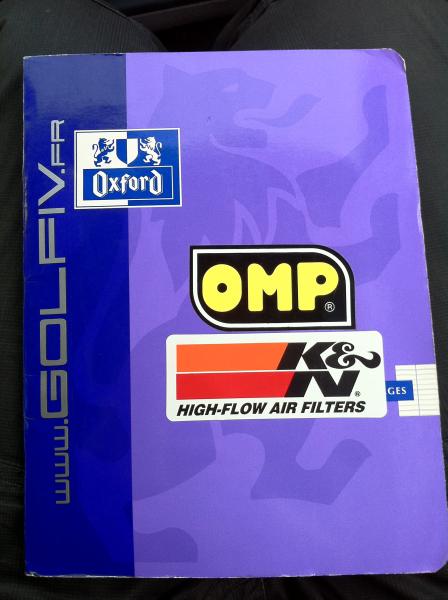 www.GOLFIV.FR
Oxford
OMP®
K&N®
HIGH-FLOW AIR FILTERS
GES